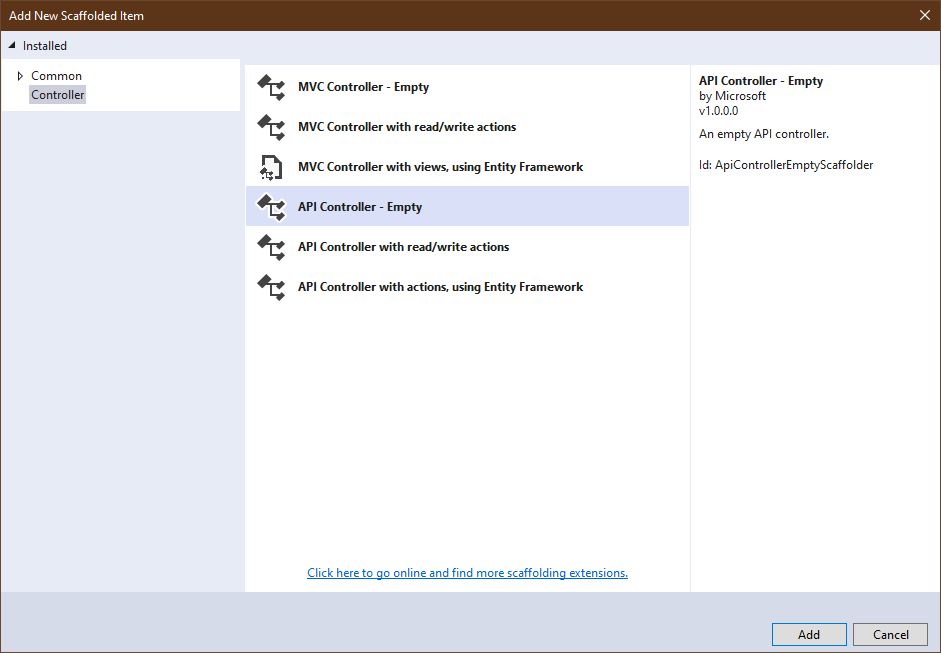 Add New Scaffolded Item
Installed
Common
Controller
MVC Controller - Empty
MVC Controller with read/write actions
MVC Controller with views, using Entity Framework
API Controller - Empty
API Controller with read/write actions
API Controller with actions, using Entity Framework
Click here to go online and find more scaffolding extensions.
API Controller - Empty
by Microsoft
v1.0.0.0
An empty API controller.
Id: ApiControllerEmptyScaffolder
Add
Cancel